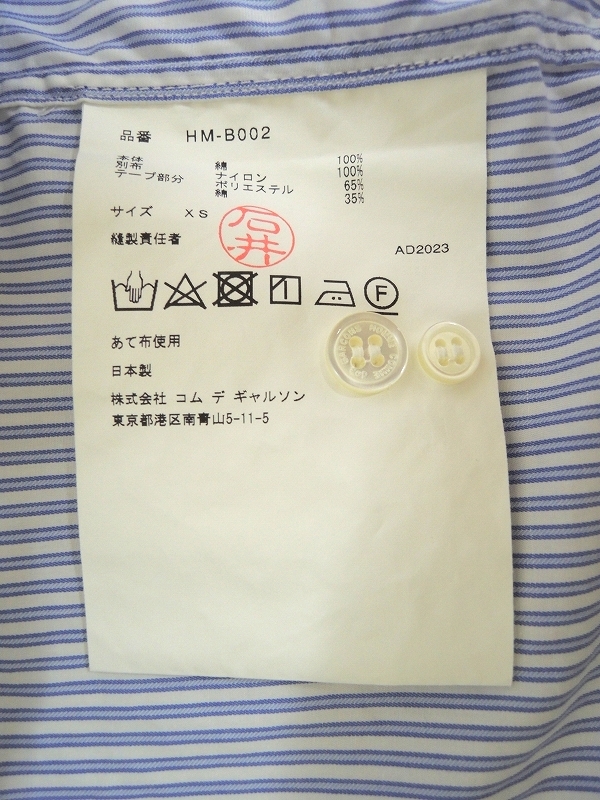 品番 HM-B002
本体 綿 100%
別布 ナイロン 100%
テープ部分 ポリエステル 65%
綿 35%
サイズ XS
石井
縫製責任者
AD2023
F
あて布使用
日本製
株式会社 コム デ ギャルソン
東京都港区南青山5-11-5